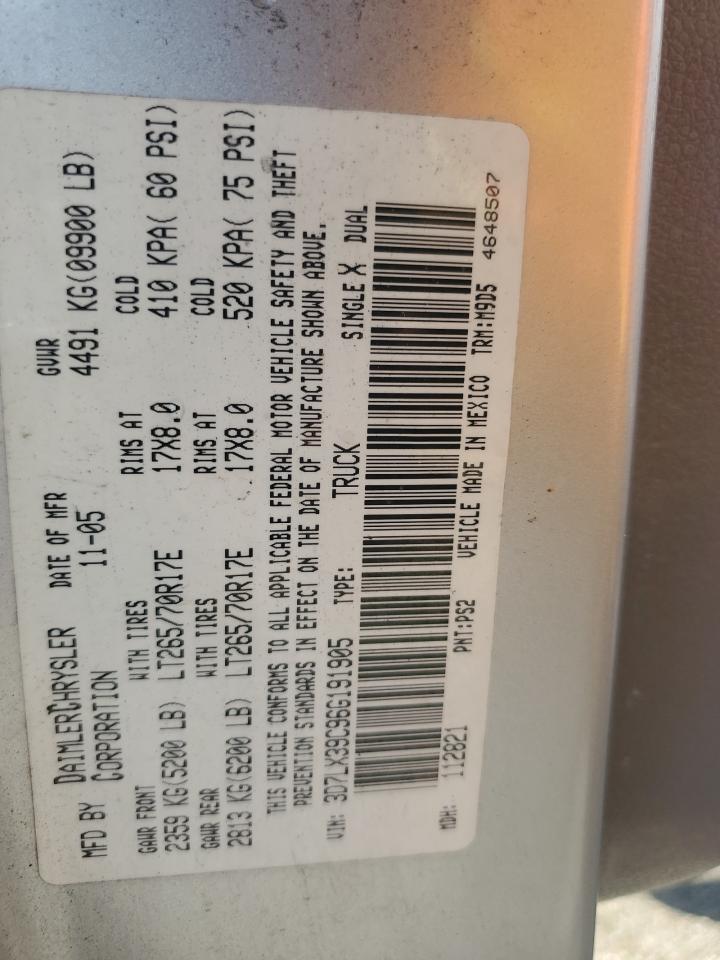 MFD BY DAIMLERCHRYSLER CORPORATION DATE OF MFR 11-05 GVWR 4491 KG(09900 LB)
GAWR FRONT WITH TIRES RIMS AT COLD
2359 KG(5200 LB) LT265/70R17E 17X8.0 410 KPA( 60 PSI)
GAWR REAR WITH TIRES RIMS AT COLD
2813 KG(6200 LB) LT265/70R17E 17X8.0 520 KPA( 75 PSI)
THIS VEHICLE CONFORMS TO ALL APPLICABLE FEDERAL MOTOR VEHICLE SAFETY AND THEFT
PREVENTION STANDARDS IN EFFECT ON THE DATE OF MANUFACTURE SHOWN ABOVE.
VIN: 3D7LX39C96G191905 TYPE: TRUCK SINGLE X DUAL
MDH: 112821 PNT:PS2 VEHICLE MADE IN MEXICO TRM:M9D5
4648507